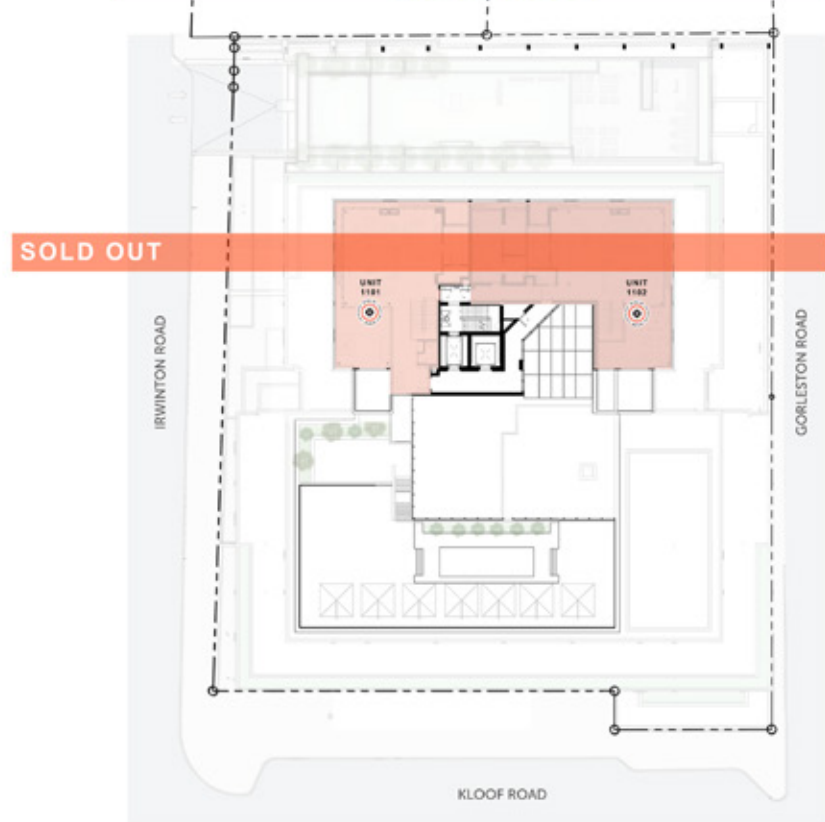 SOLD OUT
UNIT
1101
UNIT
1102
IRWINTON ROAD
GORLESTON ROAD
KLOOF ROAD